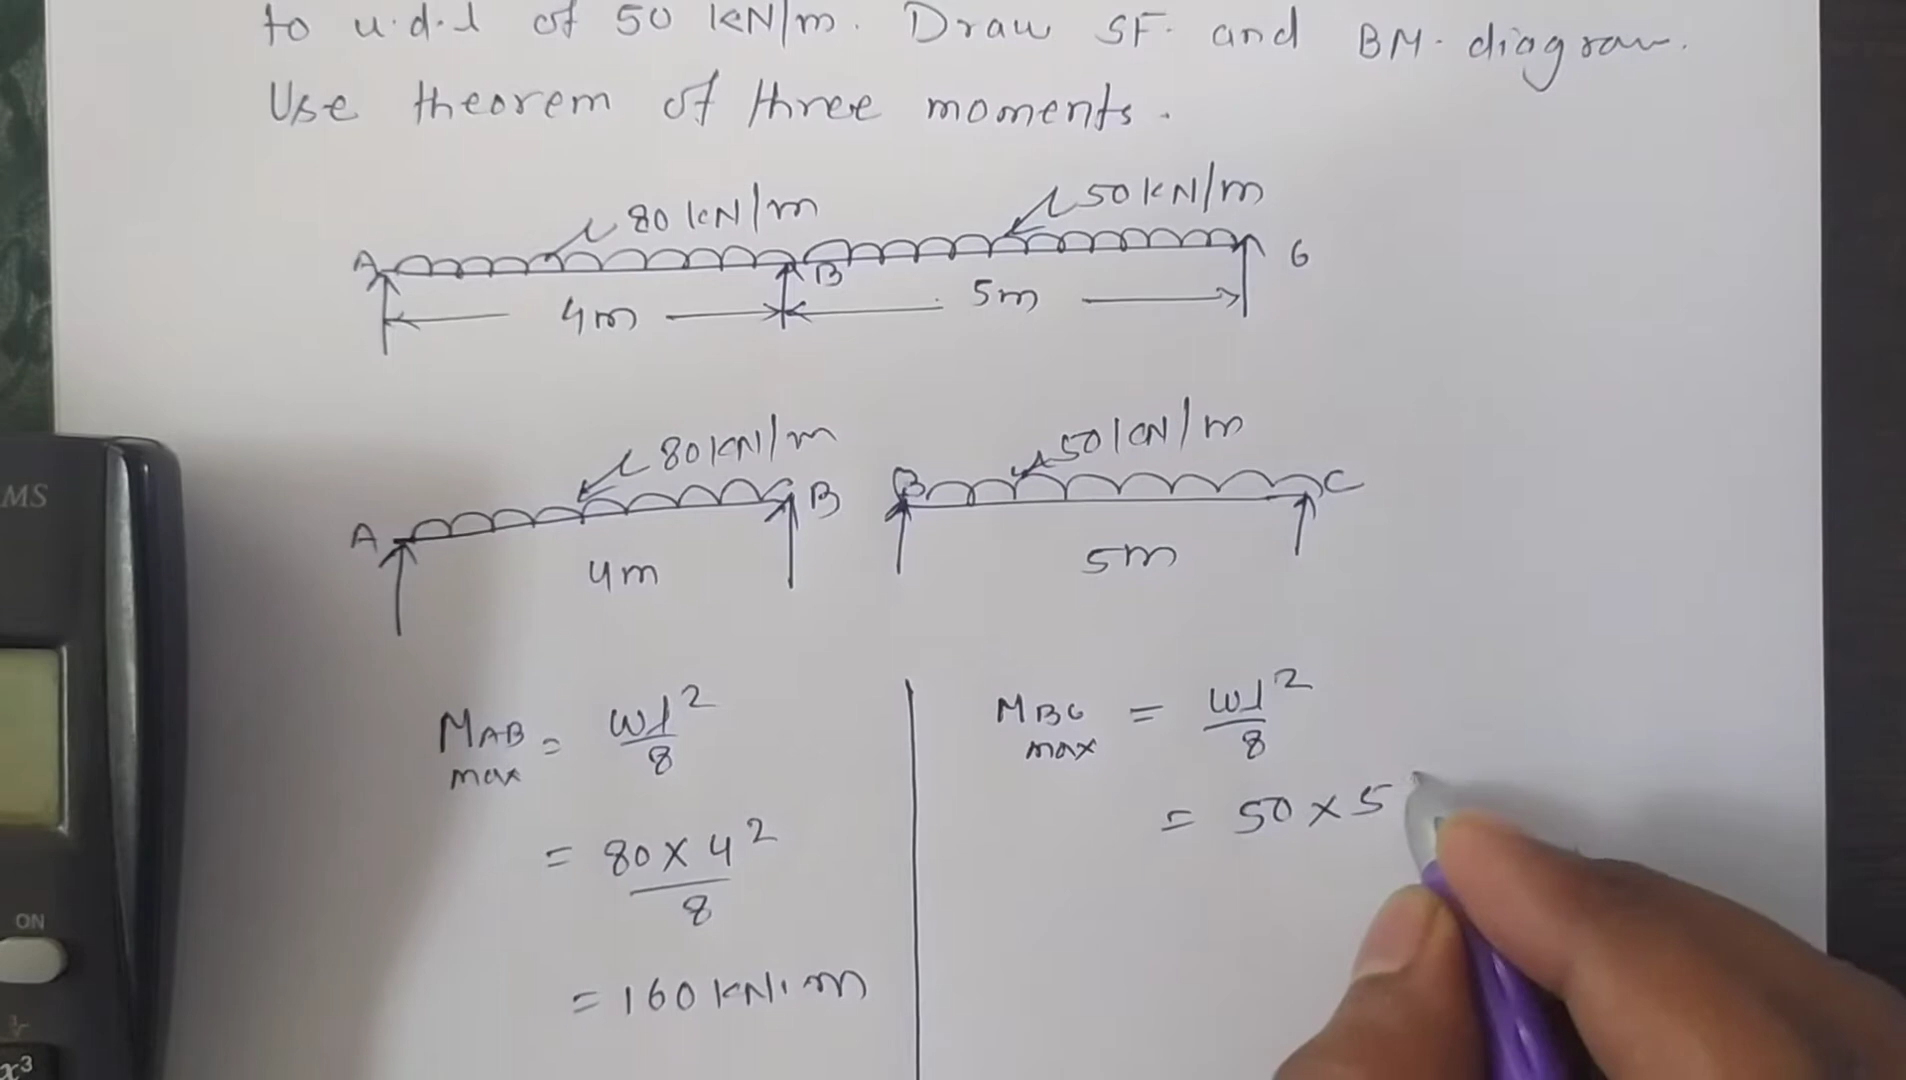 to u.d.l of 50 kN/m. Draw SF. and BM. diagram.
Use theorem of three moments.
80 kN/m
50 kN/m
A
B
C
4m
5m
80 kN/m
50 kN/m
A
B
B
C
4m
5m
MAB max = wl²/8
= 80 × 4²/8
= 160 kN.m
MBC max = wl²/8
= 50 × 5
MS
ON
x³